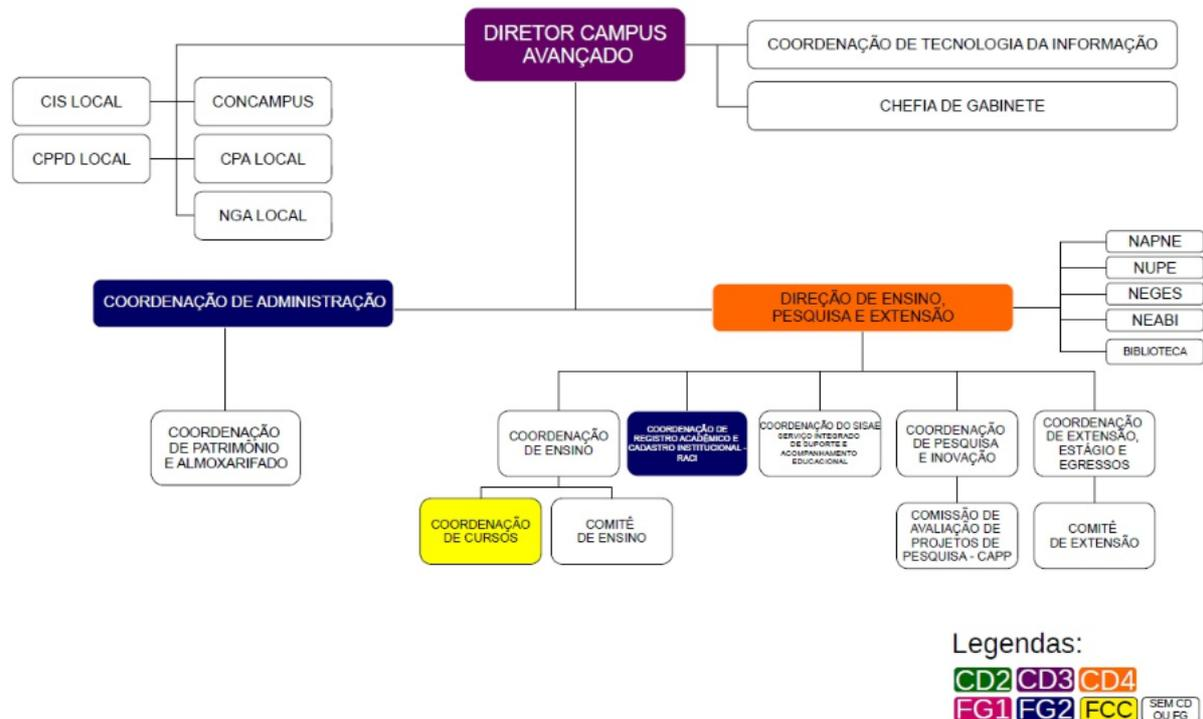 DIRETOR CAMPUS
AVANÇADO
COORDENAÇÃO DE TECNOLOGIA DA INFORMAÇÃO
CHEFIA DE GABINETE
CIS LOCAL
CONCAMPUS
CPPD LOCAL
CPA LOCAL
NGA LOCAL
COORDENAÇÃO DE ADMINISTRAÇÃO
DIREÇÃO DE ENSINO,
PESQUISA E EXTENSÃO
NAPNE
NUPE
NEGES
NEABI
BIBLIOTECA
COORDENAÇÃO
DE PATRIMÔNIO
E ALMOXARIFADO
COORDENAÇÃO
DE ENSINO
COORDENAÇÃO DE
REGISTRO ACADÊMICO E
CADASTRO INSTITUCIONAL -
RACI
COORDENAÇÃO DO SISAE
SERVIÇO INTEGRADO
DE SUPORTE E
ACOMPANHAMENTO
EDUCACIONAL
COORDENAÇÃO
DE PESQUISA
E INOVAÇÃO
COORDENAÇÃO
DE EXTENSÃO,
ESTÁGIO E
EGRESSOS
COORDENAÇÃO
DE CURSOS
COMITÊ
DE ENSINO
COMISSÃO DE
AVALIAÇÃO DE
PROJETOS DE
PESQUISA - CAPP
COMITÊ
DE EXTENSÃO
Legendas:
CD2 CD3 CD4
FG1 FG2 FCC SEM CD
OU FG